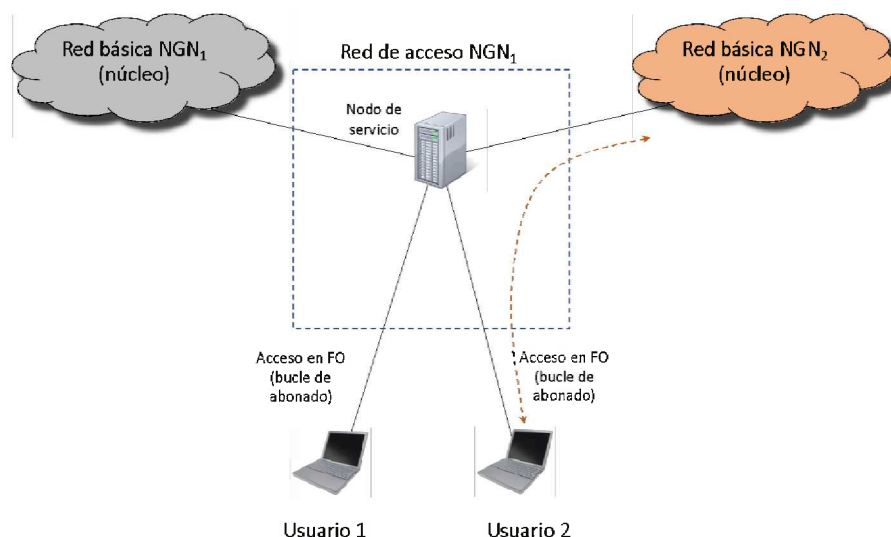 Red básica NGN₁
(núcleo)
Red de acceso NGN₁
Red básica NGN₂
(núcleo)
Nodo de
servicio
Acceso en FO
(bucle de
abonado)
Acceso en FO
(bucle de
abonado)
Usuario 1
Usuario 2